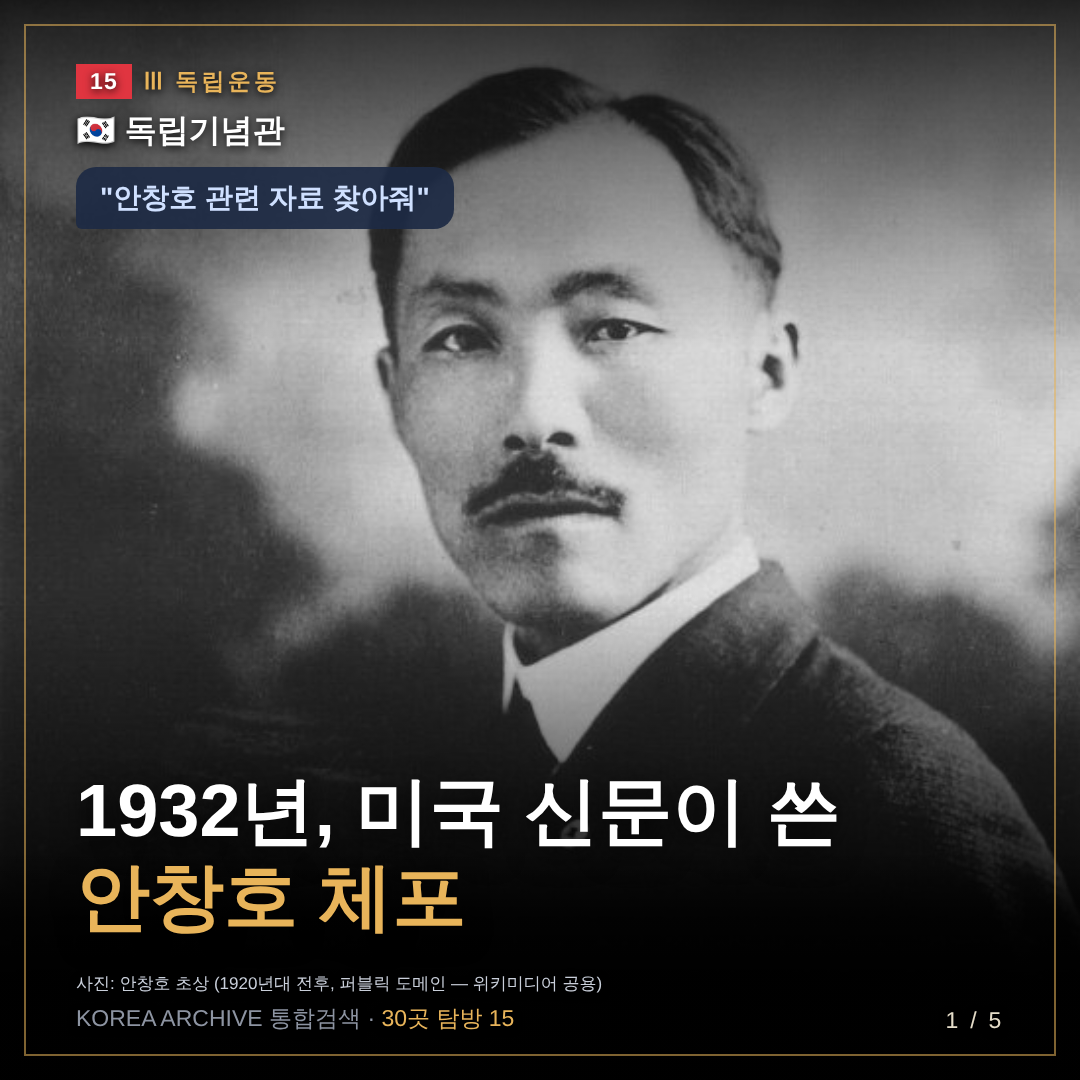 15 Ⅲ 독립운동
🇰🇷 독립기념관
"안창호 관련 자료 찾아줘"
1932년, 미국 신문이 쓴
안창호 체포
사진: 안창호 초상 (1920년대 전후, 퍼블릭 도메인 — 위키미디어 공용)
KOREA ARCHIVE 통합검색 · 30곳 탐방 15
1 / 5